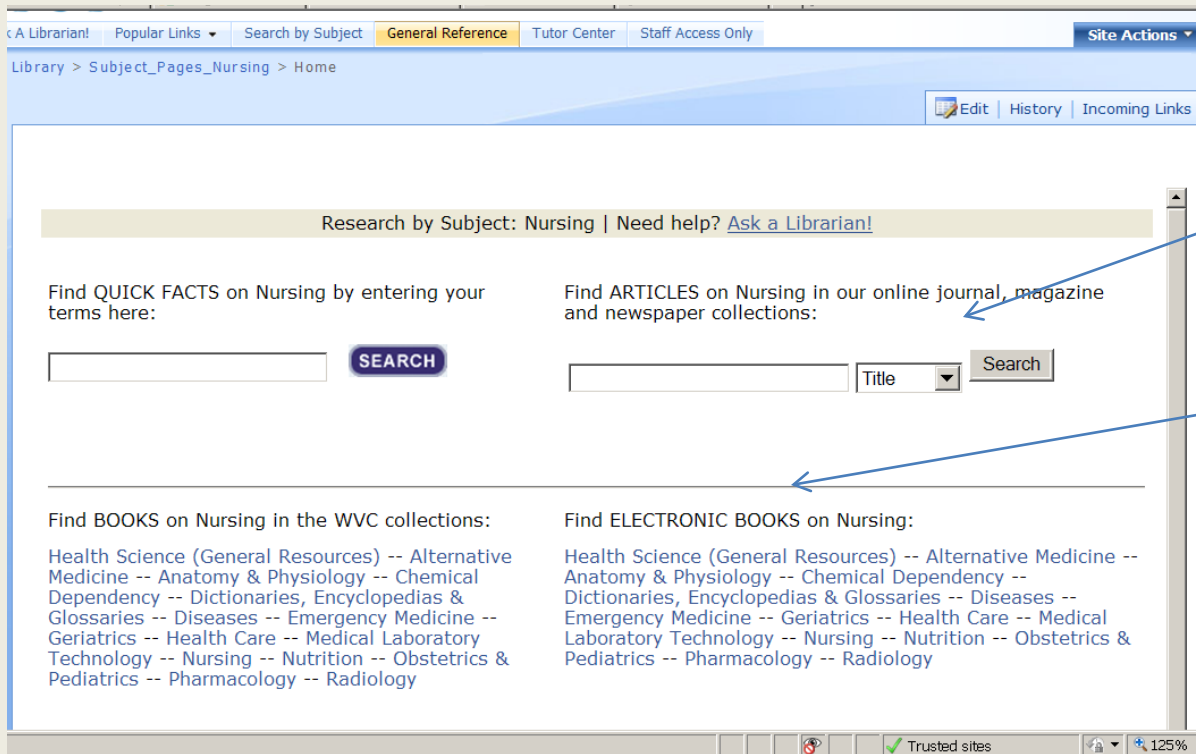 k A Librarian! Popular Links Search by Subject General Reference Tutor Center Staff Access Only
Site Actions
Library > Subject_Pages_Nursing > Home
Edit | History | Incoming Links
Research by Subject: Nursing | Need help? Ask a Librarian!
Find QUICK FACTS on Nursing by entering your
terms here:
SEARCH
Find ARTICLES on Nursing in our online journal, magazine
and newspaper collections:
Title Search
Find BOOKS on Nursing in the WVC collections:
Health Science (General Resources) -- Alternative
Medicine -- Anatomy & Physiology -- Chemical
Dependency -- Dictionaries, Encyclopedias &
Glossaries -- Diseases -- Emergency Medicine --
Geriatrics -- Health Care -- Medical Laboratory
Technology -- Nursing -- Nutrition -- Obstetrics &
Pediatrics -- Pharmacology -- Radiology
Find ELECTRONIC BOOKS on Nursing:
Health Science (General Resources) -- Alternative Medicine --
Anatomy & Physiology -- Chemical Dependency --
Dictionaries, Encyclopedias & Glossaries -- Diseases --
Emergency Medicine -- Geriatrics -- Health Care -- Medical
Laboratory Technology -- Nursing -- Nutrition -- Obstetrics &
Pediatrics -- Pharmacology -- Radiology
Trusted sites
125%